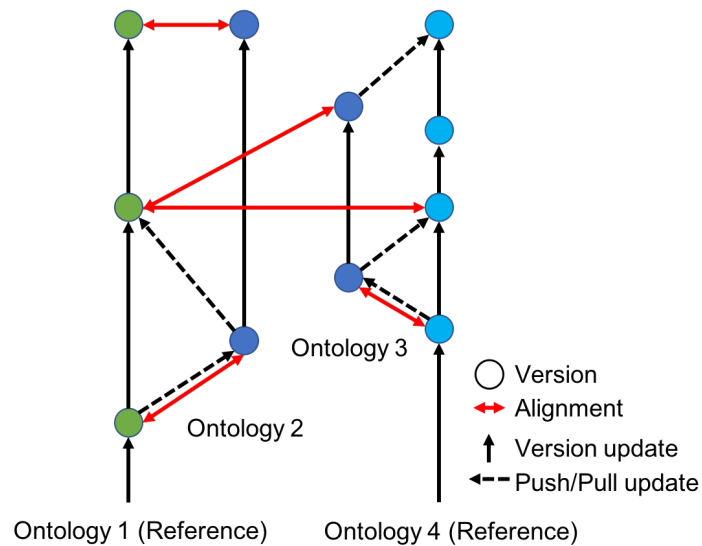 Ontology 3
Version
Alignment
Ontology 2
Version update
Push/Pull update
Ontology 1 (Reference)
Ontology 4 (Reference)